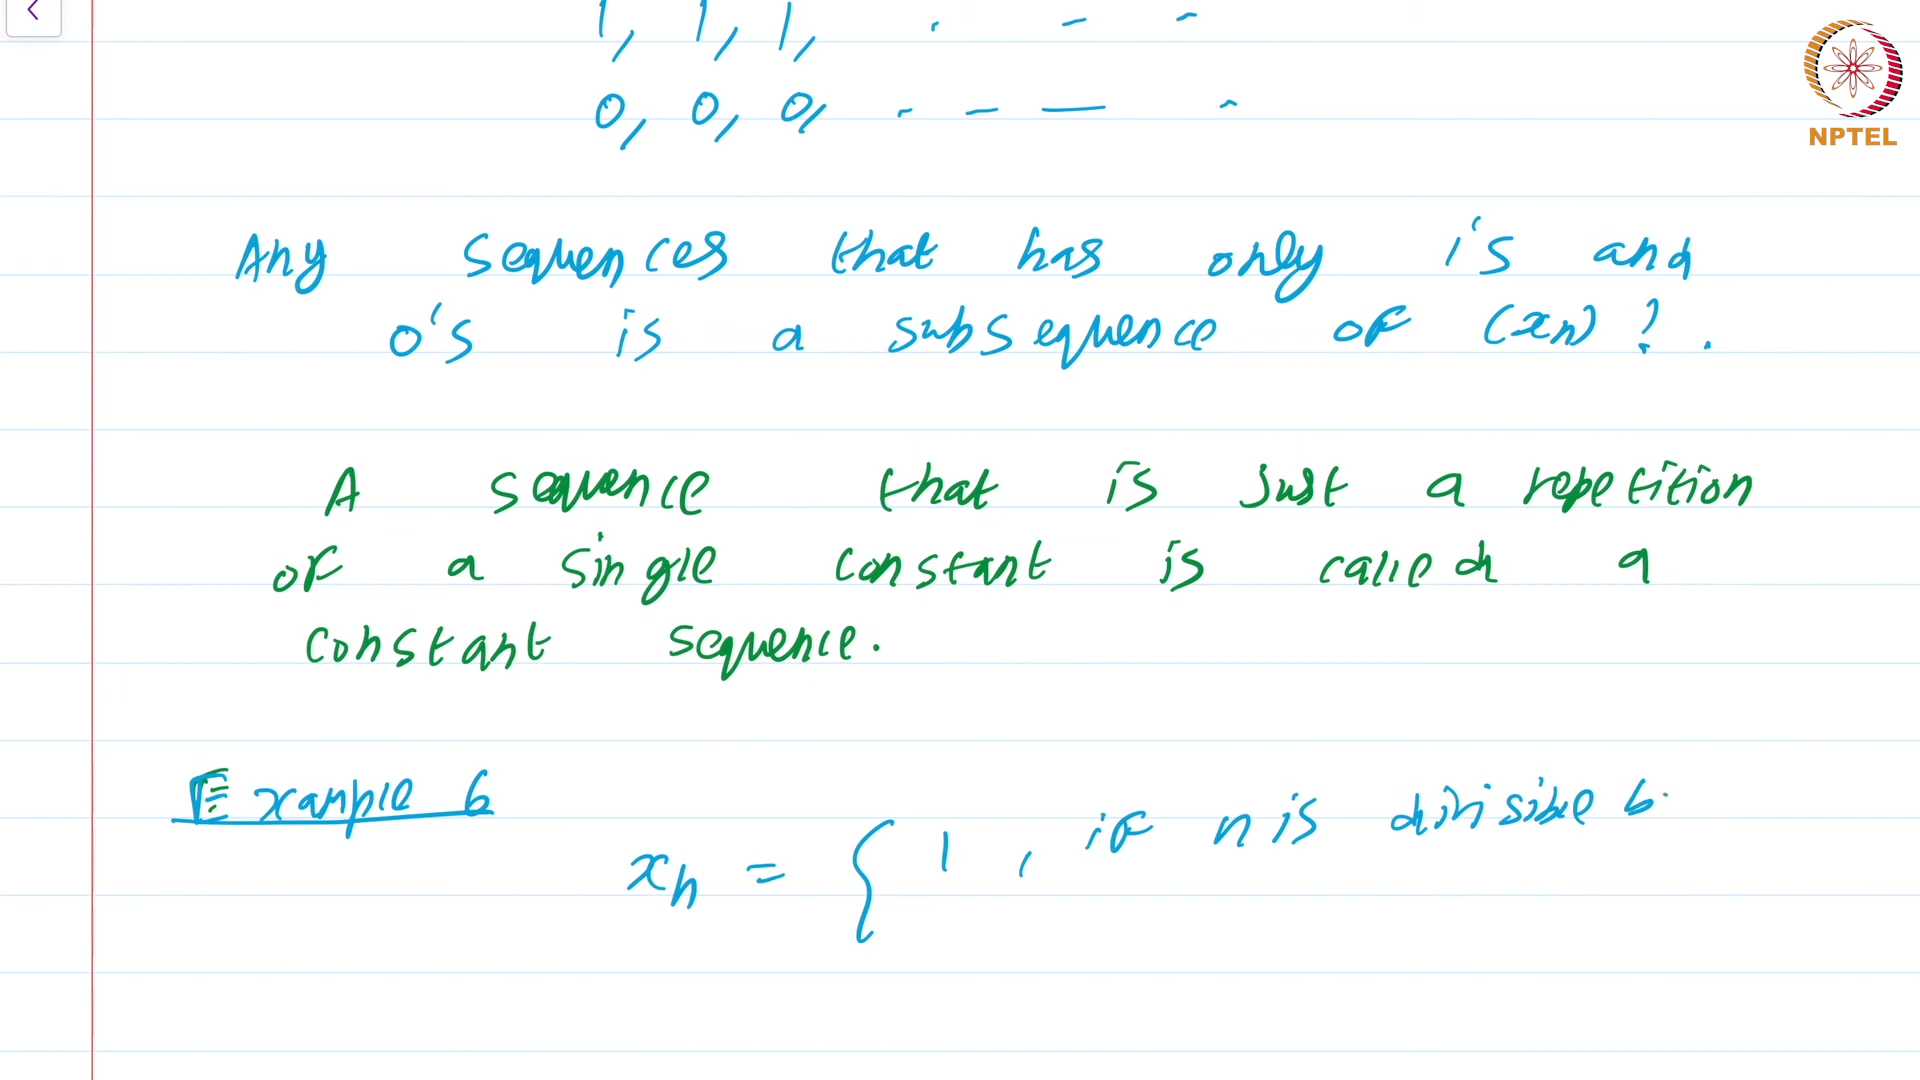 1, 1, 1, . - -
0, 0, 0, . - — -
NPTEL
Any sequences that has only 1's and
0's is a subsequence of (xn)?.
A sequence that is just a repetition
of a single constant is called a
constant sequence.
Example 6
xn = { 1, if n is divisible b